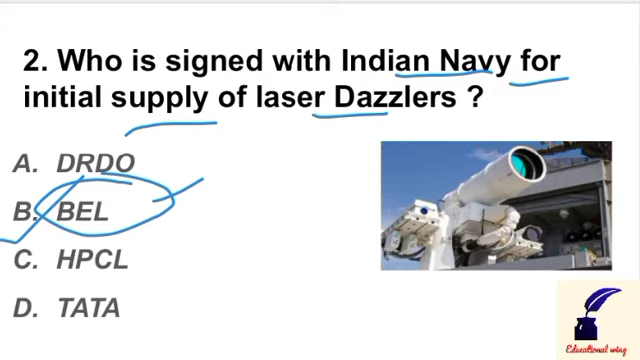 2. Who is signed with Indian Navy for
initial supply of laser Dazzlers ?
A. DRDO
B. BEL
C. HPCL
D. TATA
Educational wing